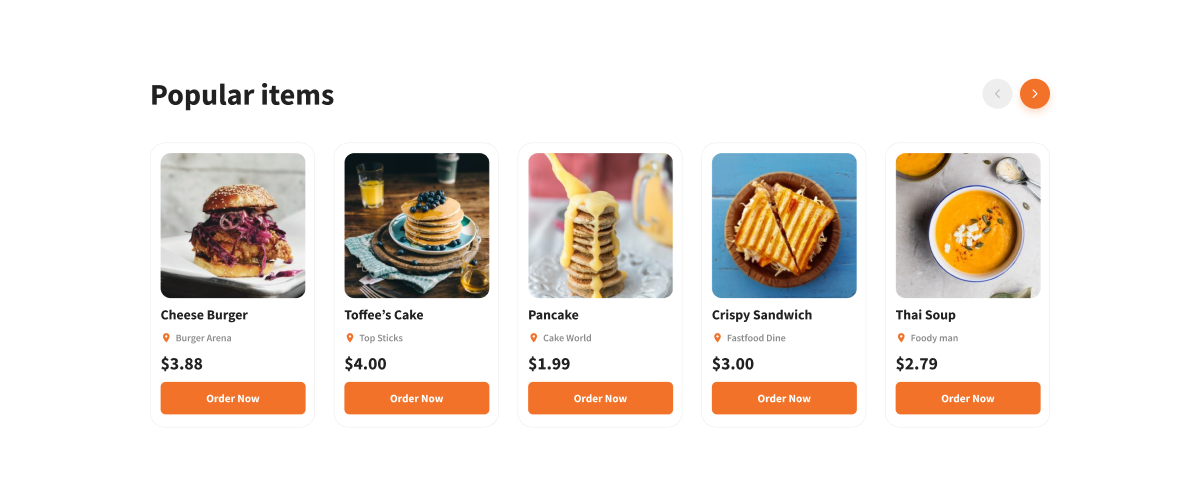 Popular items
Cheese Burger
Burger Arena
$3.88
Order Now
Toffee’s Cake
Top Sticks
$4.00
Order Now
Pancake
Cake World
$1.99
Order Now
Crispy Sandwich
Fastfood Dine
$3.00
Order Now
Thai Soup
Foody man
$2.79
Order Now